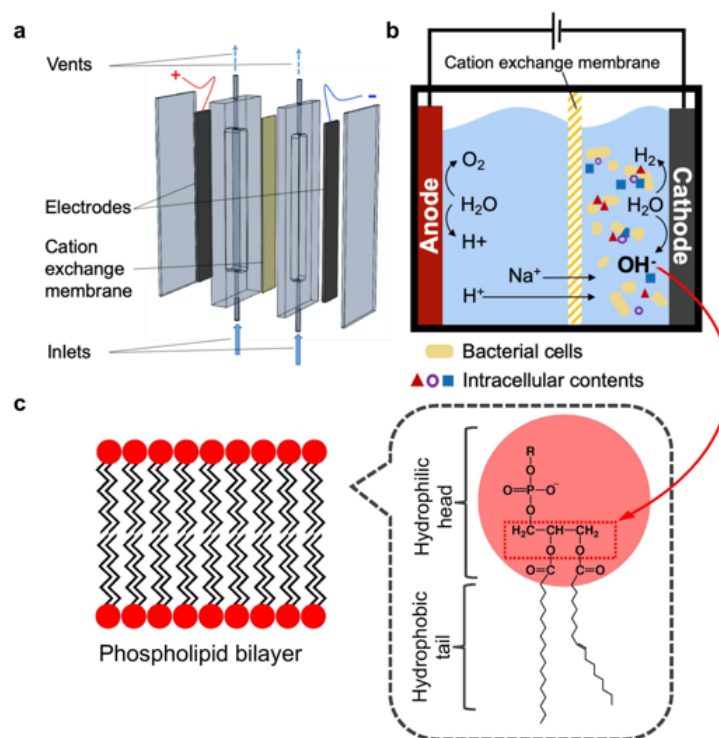 a
Vents
+
-
Electrodes
Cation
exchange
membrane
Inlets
b
Cation exchange membrane
Anode
O2
H2O
H+
Na+
H+
H2
H2O
OH-
Cathode
Bacterial cells
Intracellular contents
c
Phospholipid bilayer
Hydrophilic
head
Hydrophobic
tail
R
O
O=P-O-
O
H2C-CH-CH2
O O
O=C C=O